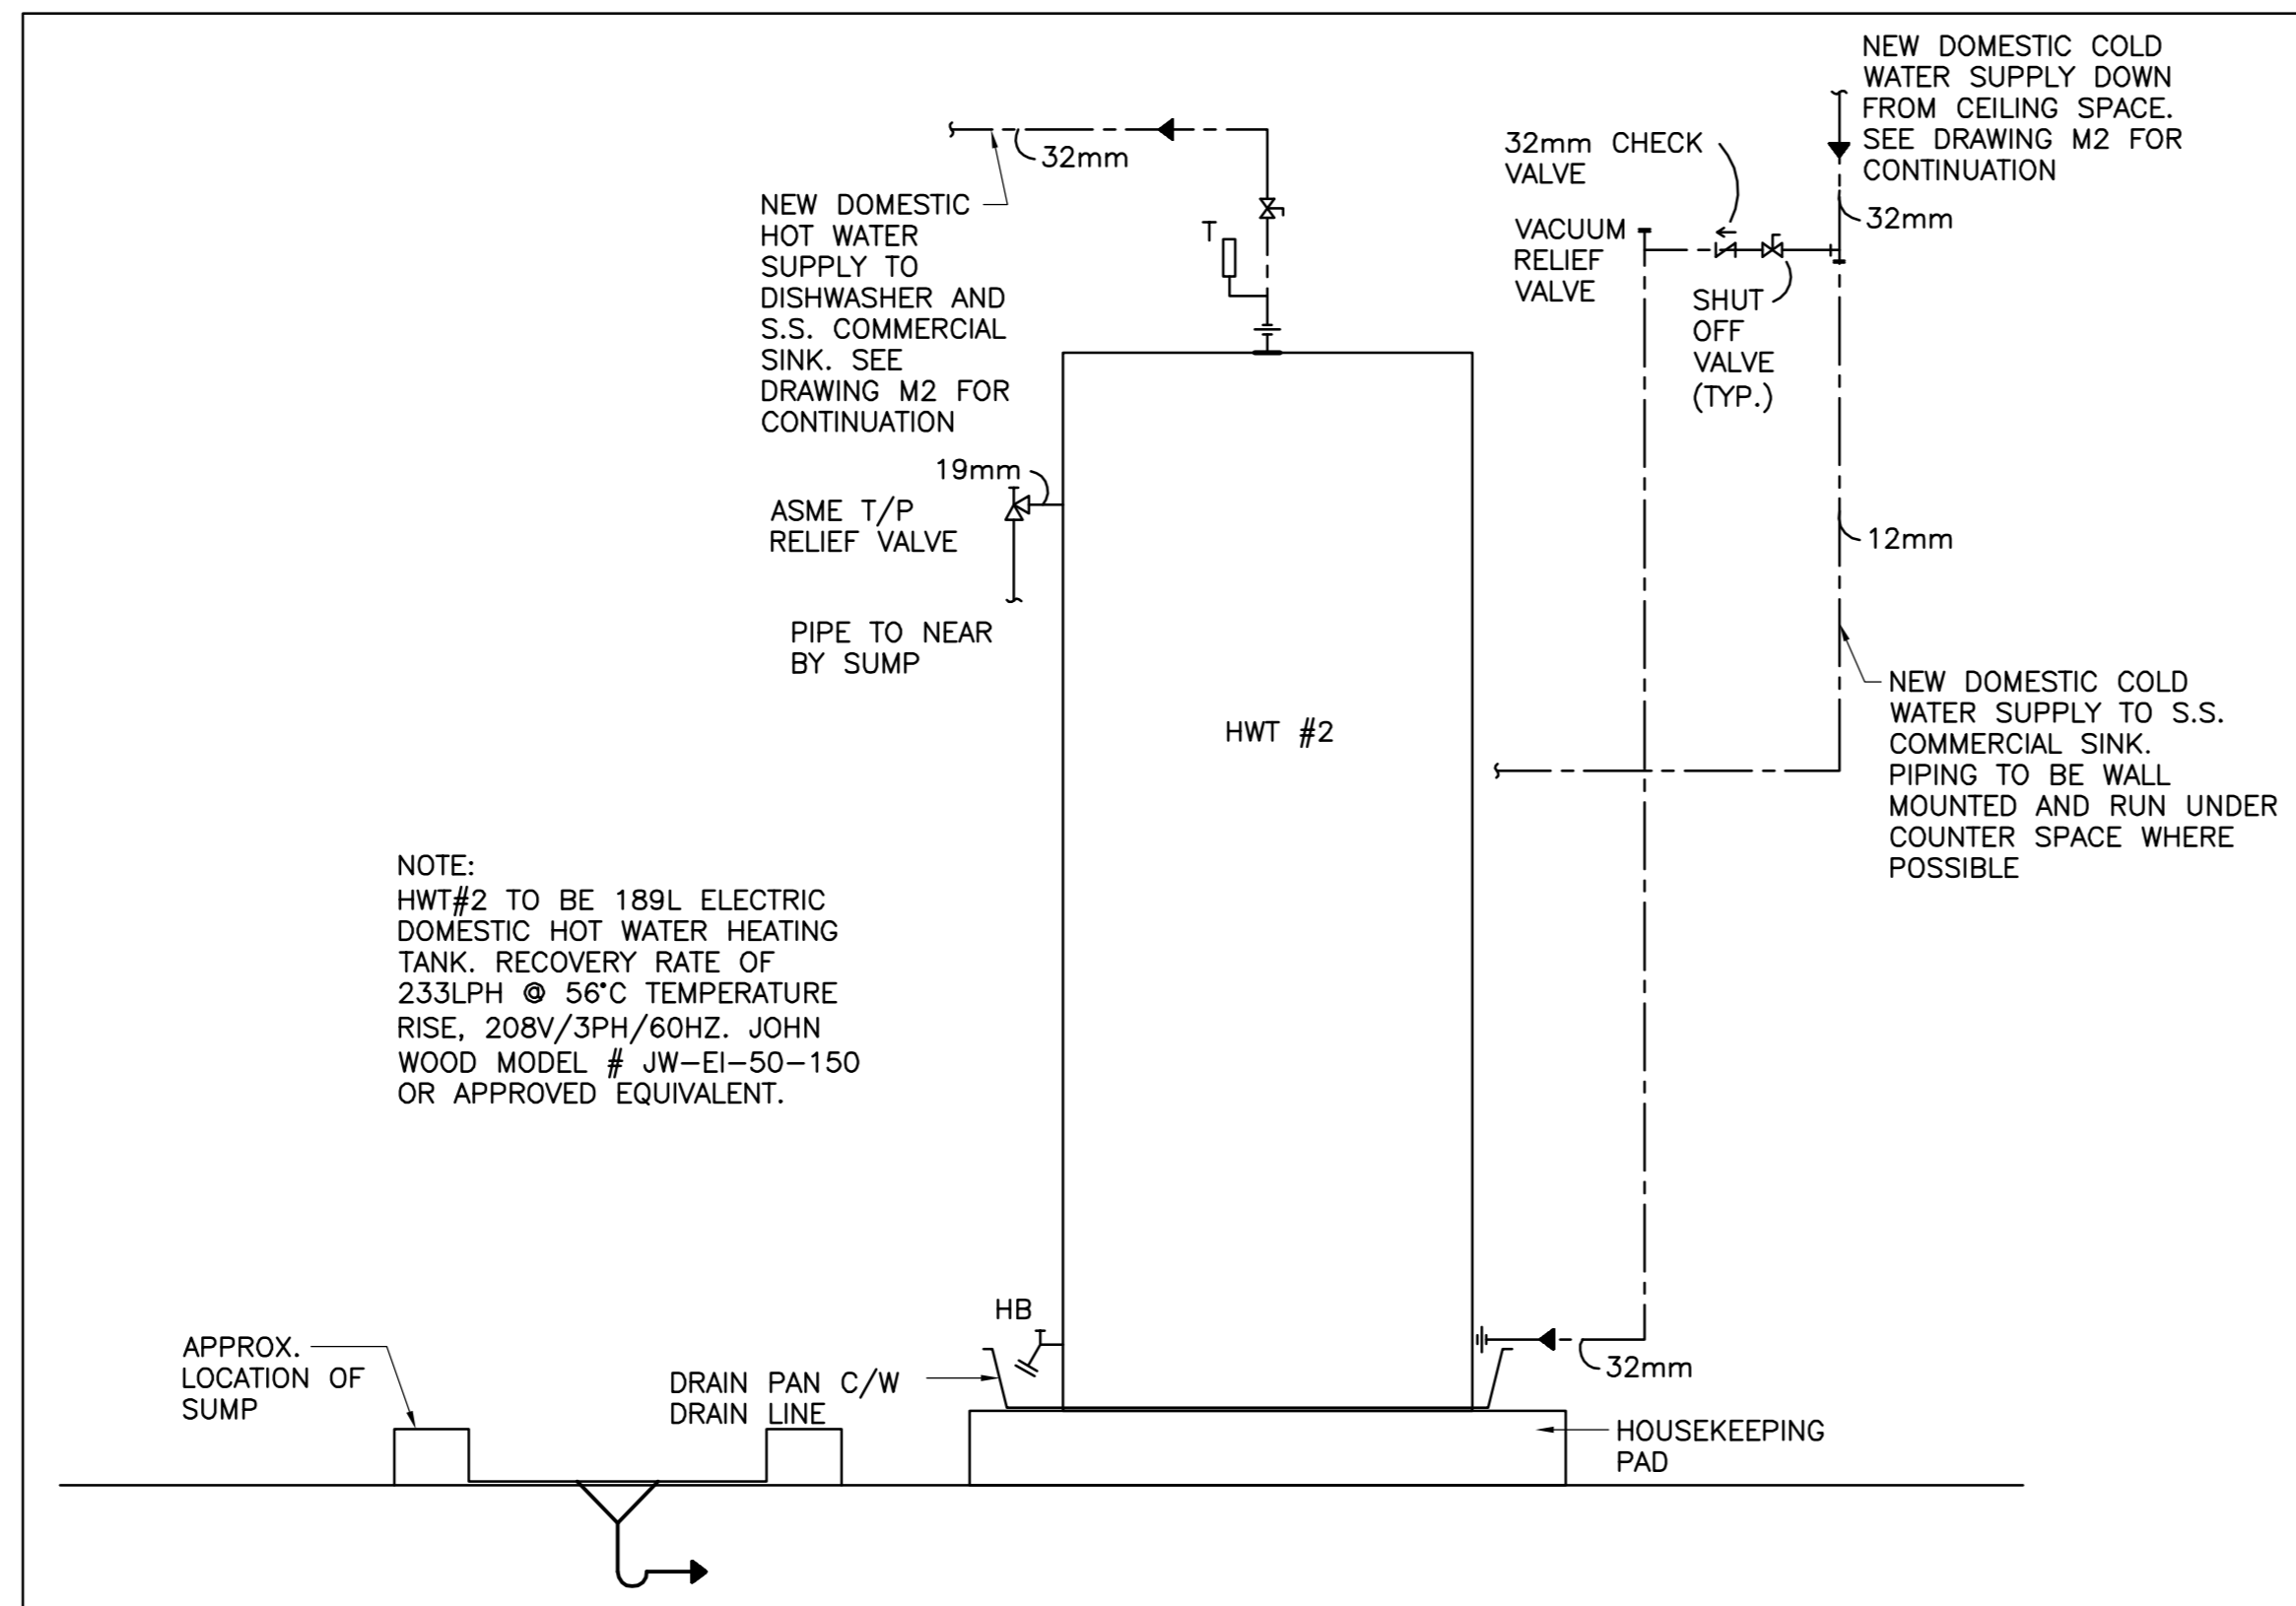 NEW DOMESTIC COLD
WATER SUPPLY DOWN
FROM CEILING SPACE.
SEE DRAWING M2 FOR
CONTINUATION
32mm
32mm CHECK
VALVE
32mm
NEW DOMESTIC
HOT WATER
SUPPLY TO
DISHWASHER AND
S.S. COMMERCIAL
SINK. SEE
DRAWING M2 FOR
CONTINUATION
T
VACUUM
RELIEF
VALVE
SHUT
OFF
VALVE
(TYP.)
19mm
ASME T/P
RELIEF VALVE
12mm
PIPE TO NEAR
BY SUMP
NEW DOMESTIC COLD
WATER SUPPLY TO S.S.
COMMERCIAL SINK.
PIPING TO BE WALL
MOUNTED AND RUN UNDER
COUNTER SPACE WHERE
POSSIBLE
HWT #2
NOTE:
HWT#2 TO BE 189L ELECTRIC
DOMESTIC HOT WATER HEATING
TANK. RECOVERY RATE OF
233LPH @ 56°C TEMPERATURE
RISE, 208V/3PH/60HZ. JOHN
WOOD MODEL # JW-EI-50-150
OR APPROVED EQUIVALENT.
HB
APPROX.
LOCATION OF
SUMP
DRAIN PAN C/W
DRAIN LINE
32mm
HOUSEKEEPING
PAD